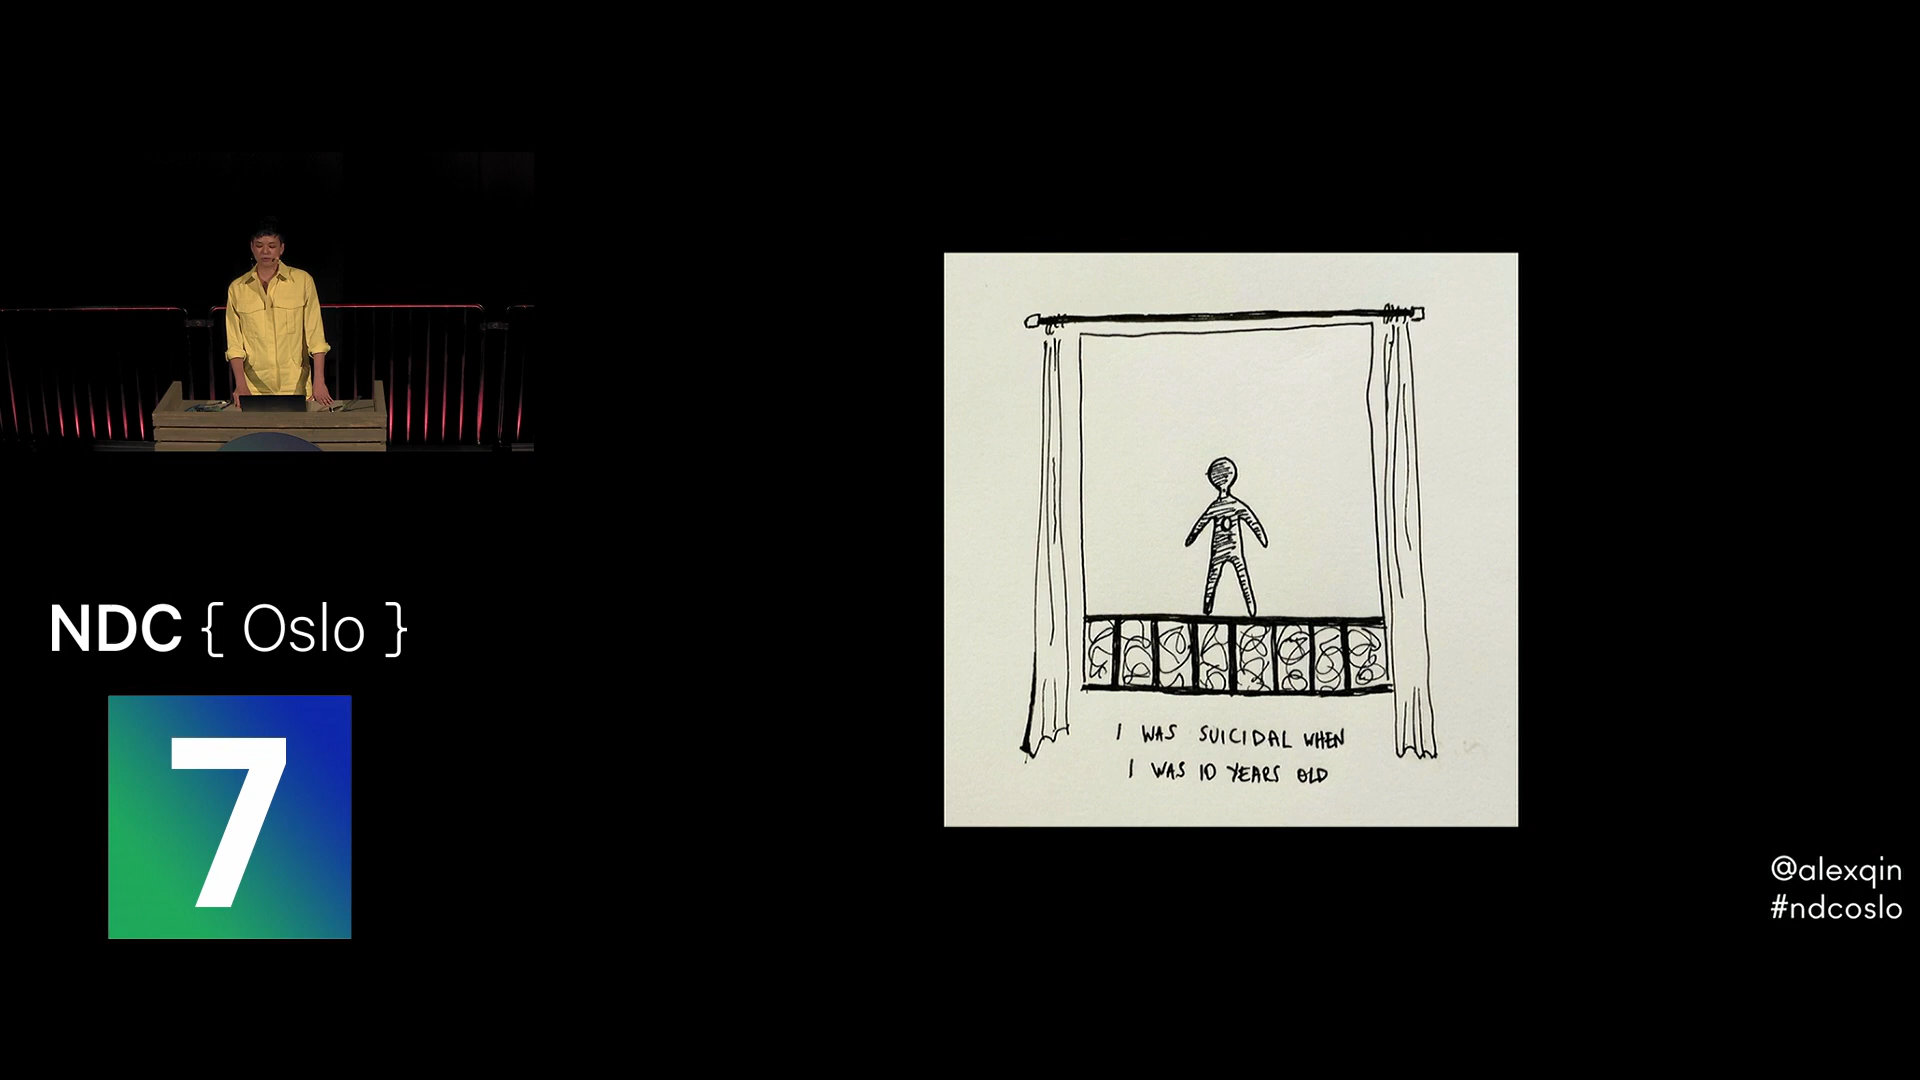 NDC { Oslo }
7
I WAS SUICIDAL WHEN
I WAS 10 YEARS OLD
@alexqin
#ndcoslo